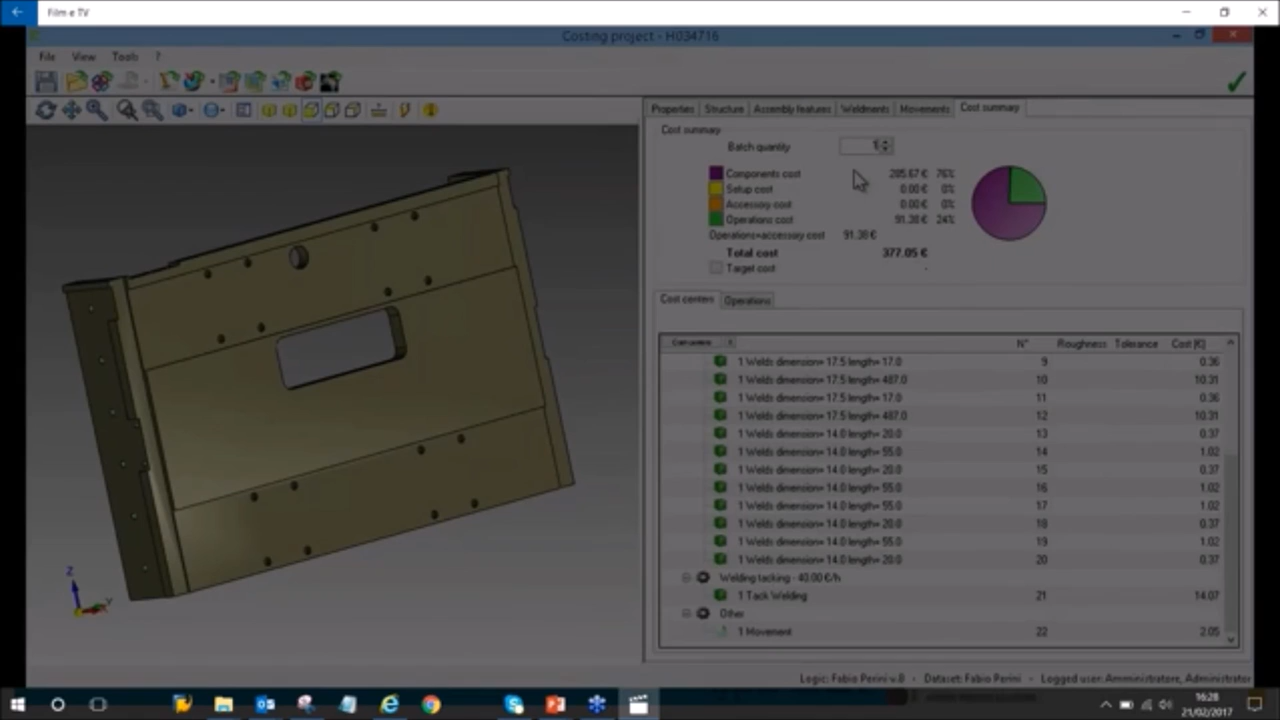 Film e TV
Costing project - H034716
File View Tools ?
Properties Structure Assembly features Weldments Movements Cost summary
Cost summary
Batch quantity 1
Components cost 285.67 € 76%
Setup cost 0.00 € 0%
Accessory cost 0.00 € 0%
Operations cost 91.38 € 24%
Operations+accessory cost 91.38 €
Total cost 377.05 €
Target cost -
Cost centers Operations
N° Roughness Tolerance Cost [€]
1 Welds dimension= 17.5 length= 17.0 9 0.36
1 Welds dimension= 17.5 length= 487.0 10 10.31
1 Welds dimension= 17.5 length= 17.0 11 0.36
1 Welds dimension= 17.5 length= 487.0 12 10.31
1 Welds dimension= 14.0 length= 20.0 13 0.37
1 Welds dimension= 14.0 length= 55.0 14 1.02
1 Welds dimension= 14.0 length= 20.0 15 0.37
1 Welds dimension= 14.0 length= 55.0 16 1.02
1 Welds dimension= 14.0 length= 55.0 17 1.02
1 Welds dimension= 14.0 length= 20.0 18 0.37
1 Welds dimension= 14.0 length= 55.0 19 1.02
1 Welds dimension= 14.0 length= 20.0 20 0.37
Welding tacking - 40.00 €/h
1 Tack Welding 21 14.07
Other
1 Movement 22 2.05
Z
Y
Logic: Fabio Perini v.8 - Dataset: Fabio Perini - Logged user: Amministratore, Administrator
16:28
21/02/2017